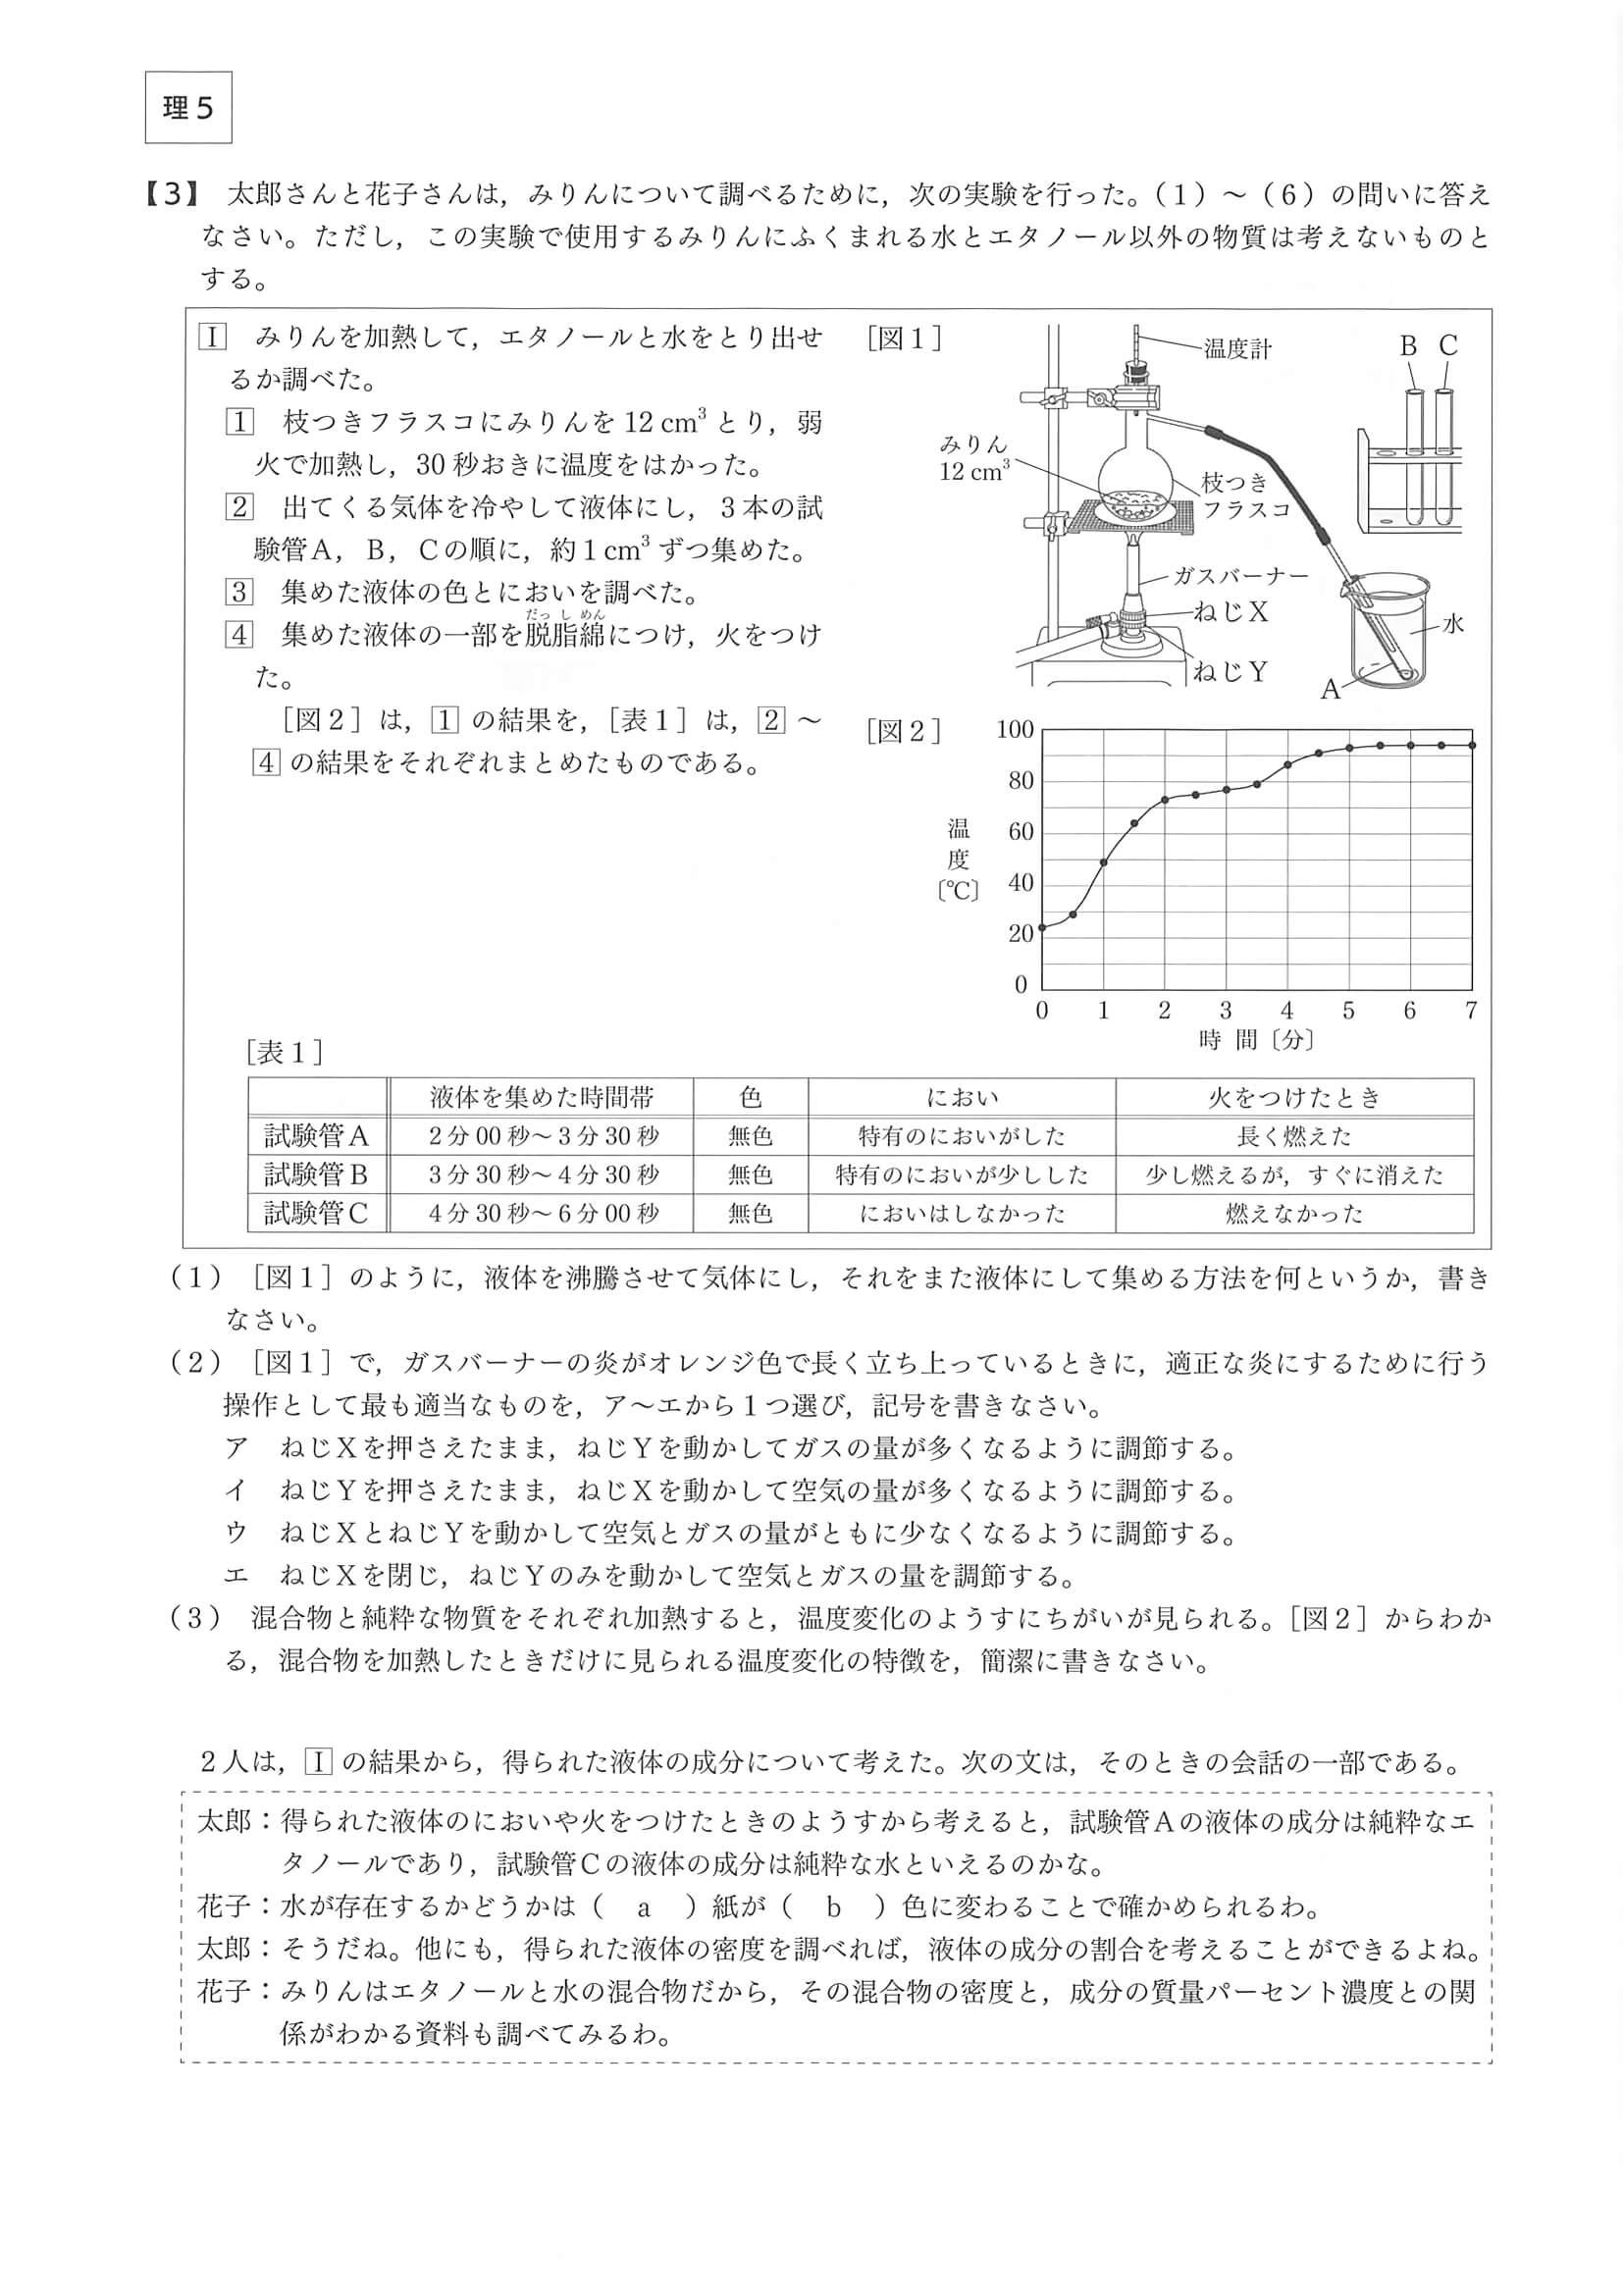 理5
【3】 太郎さんと花子さんは，みりんについて調べるために，次の実験を行った。（1）～（6）の問いに答え
なさい。ただし，この実験で使用するみりんにふくまれる水とエタノール以外の物質は考えないものと
する。
Ⅰ みりんを加熱して，エタノールと水をとり出せ
るか調べた。
1 枝つきフラスコにみりんを 12 cm³ とり，弱
火で加熱し，30 秒おきに温度をはかった。
2 出てくる気体を冷やして液体にし，3本の試
験管A，B，Cの順に，約1 cm³ ずつ集めた。
3 集めた液体の色とにおいを調べた。
だっ し めん
4 集めた液体の一部を脱脂綿につけ，火をつけ
た。
［図2］は，1 の結果を，［表1］は，2 ～
4 の結果をそれぞれまとめたものである。
［図1］
温度計
B C
みりん
12 cm³
枝つき
フラスコ
ガスバーナー
ねじX
水
ねじY
A
［図2］
100
80
60
40
20
0
温度〔℃〕
0 1 2 3 4 5 6 7
時 間〔分〕
［表1］
液体を集めた時間帯 色 におい 火をつけたとき
試験管A 2分00秒～3分30秒 無色 特有のにおいがした 長く燃えた
試験管B 3分30秒～4分30秒 無色 特有のにおいが少しした 少し燃えるが，すぐに消えた
試験管C 4分30秒～6分00秒 無色 においはしなかった 燃えなかった
（1） ［図1］のように，液体を沸騰させて気体にし，それをまた液体にして集める方法を何というか，書き
なさい。
（2） ［図1］で，ガスバーナーの炎がオレンジ色で長く立ち上っているときに，適正な炎にするために行う
操作として最も適当なものを，ア～エから1つ選び，記号を書きなさい。
ア ねじXを押さえたまま，ねじYを動かしてガスの量が多くなるように調節する。
イ ねじYを押さえたまま，ねじXを動かして空気の量が多くなるように調節する。
ウ ねじXとねじYを動かして空気とガスの量がともに少なくなるように調節する。
エ ねじXを閉じ，ねじYのみを動かして空気とガスの量を調節する。
（3） 混合物と純粋な物質をそれぞれ加熱すると，温度変化のようすにちがいが見られる。［図2］からわか
る，混合物を加熱したときだけに見られる温度変化の特徴を，簡潔に書きなさい。
2人は，Ⅰ の結果から，得られた液体の成分について考えた。次の文は，そのときの会話の一部である。
太郎：得られた液体のにおいや火をつけたときのようすから考えると，試験管Aの液体の成分は純粋なエ
タノールであり，試験管Cの液体の成分は純粋な水といえるのかな。
花子：水が存在するかどうかは（ a ）紙が（ b ）色に変わることで確かめられるわ。
太郎：そうだね。他にも，得られた液体の密度を調べれば，液体の成分の割合を考えることができるよね。
花子：みりんはエタノールと水の混合物だから，その混合物の密度と，成分の質量パーセント濃度との関
係がわかる資料も調べてみるわ。